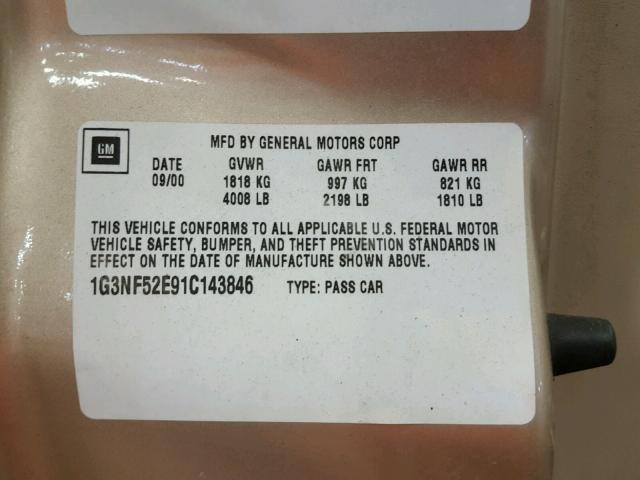 GM
MFD BY GENERAL MOTORS CORP
DATE GVWR GAWR FRT GAWR RR
09/00 1818 KG 997 KG 821 KG
4008 LB 2198 LB 1810 LB
THIS VEHICLE CONFORMS TO ALL APPLICABLE U.S. FEDERAL MOTOR
VEHICLE SAFETY, BUMPER, AND THEFT PREVENTION STANDARDS IN
EFFECT ON THE DATE OF MANUFACTURE SHOWN ABOVE.
1G3NF52E91C143846 TYPE: PASS CAR